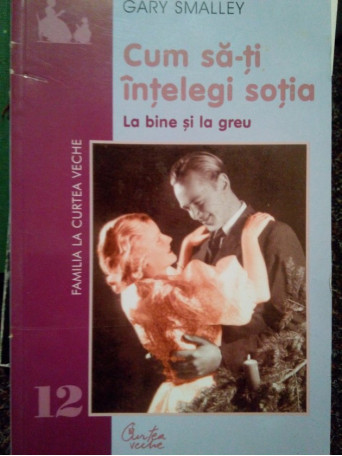 GARY SMALLEY
Cum să-ți
înțelegi soția
La bine și la greu
FAMILIA LA CURTEA VECHE
12
Curtea
veche